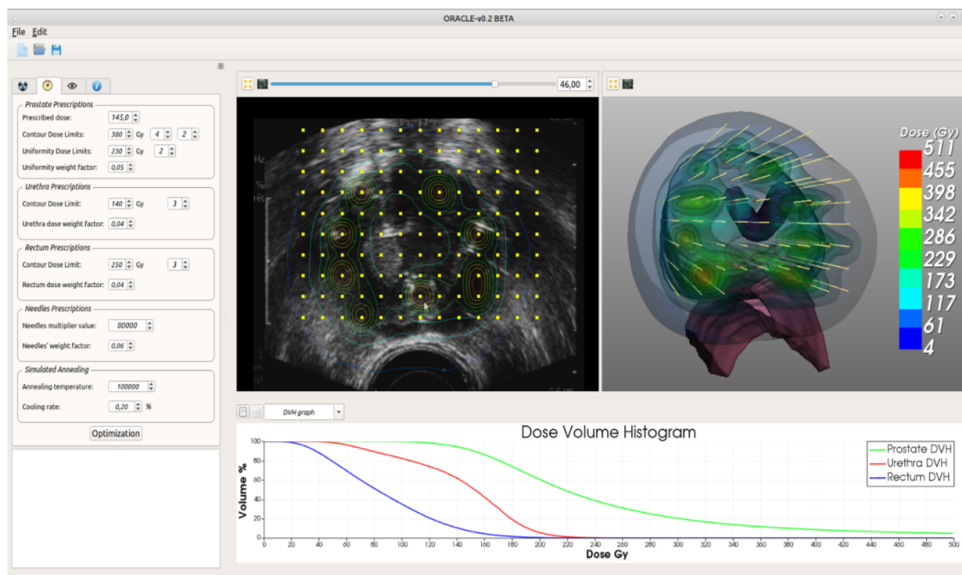 ORACLE-v0.2 BETA
File Edit
46,00
Prostate Prescriptions
Prescribed dose: 145,0
Contour Dose Limits: 380 Gy 4 2
Uniformity Dose Limits: 230 Gy 2
Uniformity weight factor: 0,05
Urethra Prescriptions
Contour Dose Limit: 140 Gy 3
Urethra dose weight factor: 0,04
Rectum Prescriptions
Contour Dose Limit: 250 Gy 3
Rectum dose weight factor: 0,04
Needles Prescriptions
Needles multiplier value: 80000
Needles' weight factor: 0,06
Simulated Annealing
Annealing temperature: 100000
Cooling rate: 0,20 %
Optimization
Dose (Gy)
511
455
398
342
286
229
173
117
61
4
DVH graph
Dose Volume Histogram
Prostate DVH
Urethra DVH
Rectum DVH
Volume %
100
80
60
40
20
0
0 20 40 60 80 100 120 140 160 180 200 220 240 260 280 300 320 340 360 380 400 420 440 460 480 500
Dose Gy